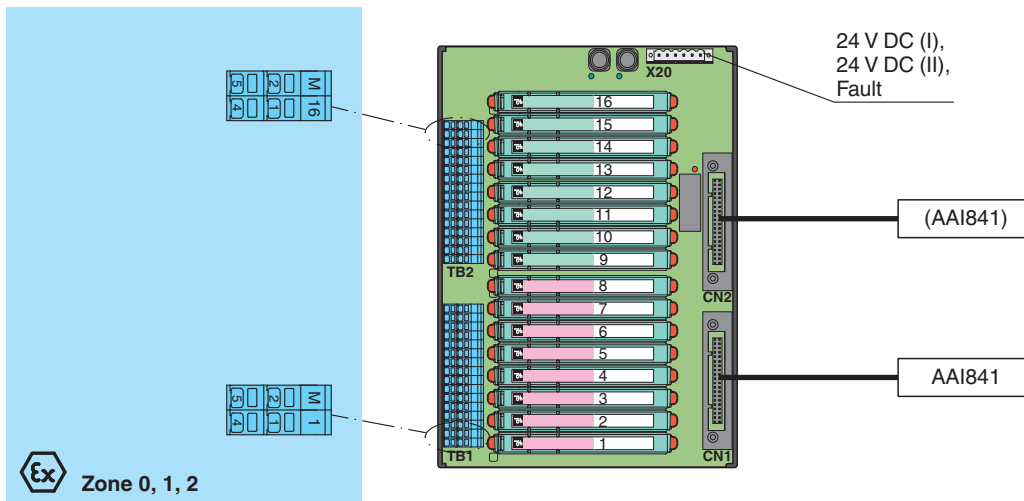 24 V DC (I),
24 V DC (II),
Fault
X20
5 2 M
4 1 16
16
15
14
13
12
11
10
9
TB2
8
7
6
5
4
3
2
1
TB1
(AAI841)
CN2
AAI841
CN1
5 2 M
4 1 1
Ex
Zone 0, 1, 2